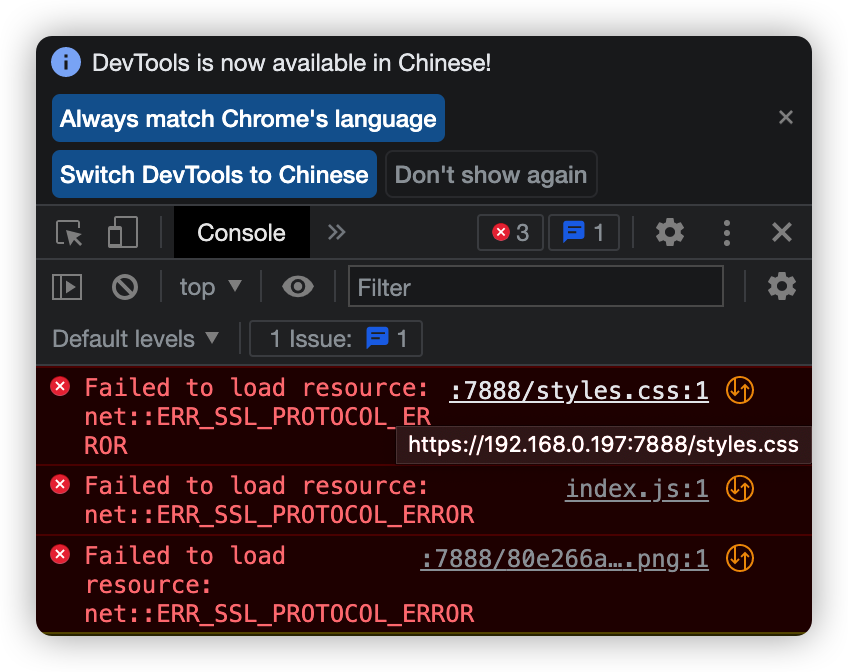 DevTools is now available in Chinese!
Always match Chrome's language
Switch DevTools to Chinese Don't show again
Console 3 1
top Filter
Default levels 1 Issue: 1
Failed to load resource: :7888/styles.css:1
net::ERR_SSL_PROTOCOL_ER
ROR
https://192.168.0.197:7888/styles.css
Failed to load resource: index.js:1
net::ERR_SSL_PROTOCOL_ERROR
Failed to load :7888/80e266a….png:1
resource:
net::ERR_SSL_PROTOCOL_ERROR